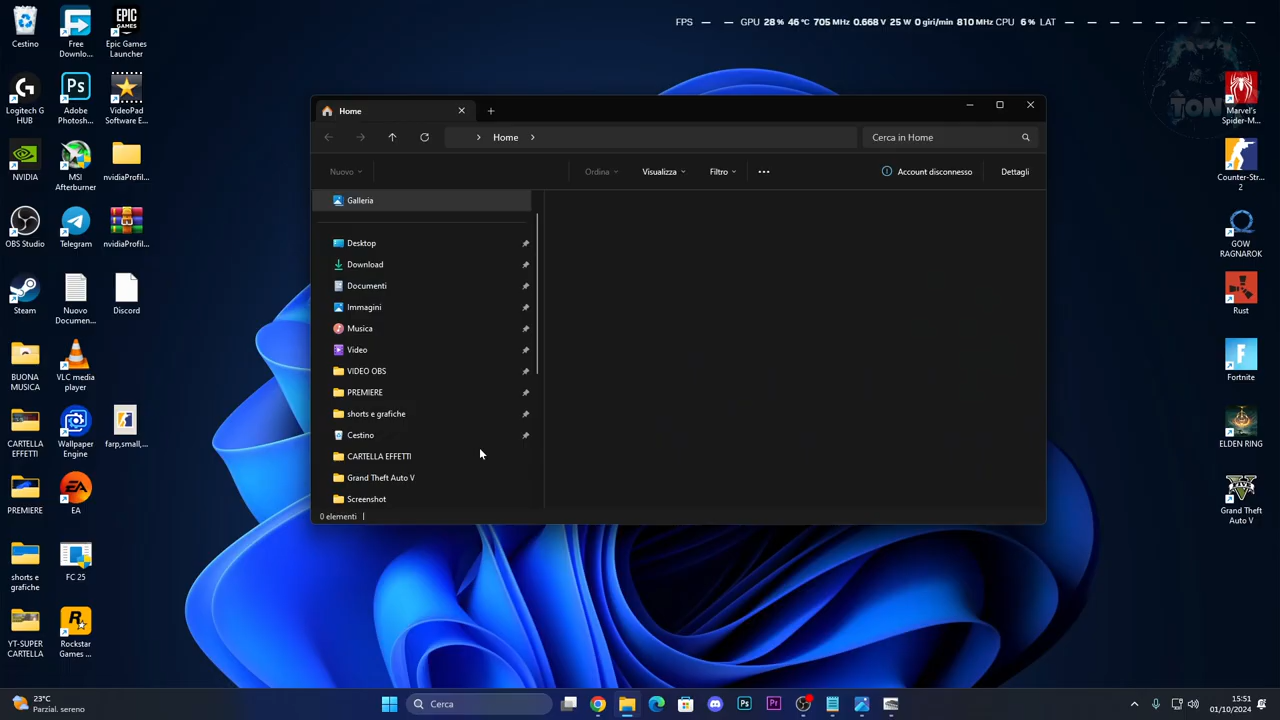 FPS — — GPU 28 % 46 °C 705 MHz 0.668 V 25 W 0 giri/min 810 MHz CPU 6 % LAT — — — — — — — —
Cestino
Free Downlo...
Epic Games Launcher
Logitech G HUB
Adobe Photosh...
VideoPad Software E...
NVIDIA
MSI Afterburner
nvidiaProfil...
OBS Studio
Telegram
nvidiaProfil...
Steam
Nuovo Documen...
Discord
BUONA MUSICA
VLC media player
CARTELLA EFFETTI
Wallpaper Engine
farp,small,...
PREMIERE
EA
shorts e grafiche
FC 25
YT-SUPER CARTELLA
Rockstar Games ...
Home
Home
Cerca in Home
Nuovo
Ordina
Visualizza
Filtro
Account disconnesso
Dettagli
Galleria
Desktop
Download
Documenti
Immagini
Musica
Video
VIDEO OBS
PREMIERE
shorts e grafiche
Cestino
CARTELLA EFFETTI
Grand Theft Auto V
Screenshot
0 elementi
Marvel's Spider-M...
Counter-Str... 2
GOW RAGNAROK
Rust
Fortnite
ELDEN RING
Grand Theft Auto V
23°C
Parzial. sereno
Cerca
15:51
01/10/2024